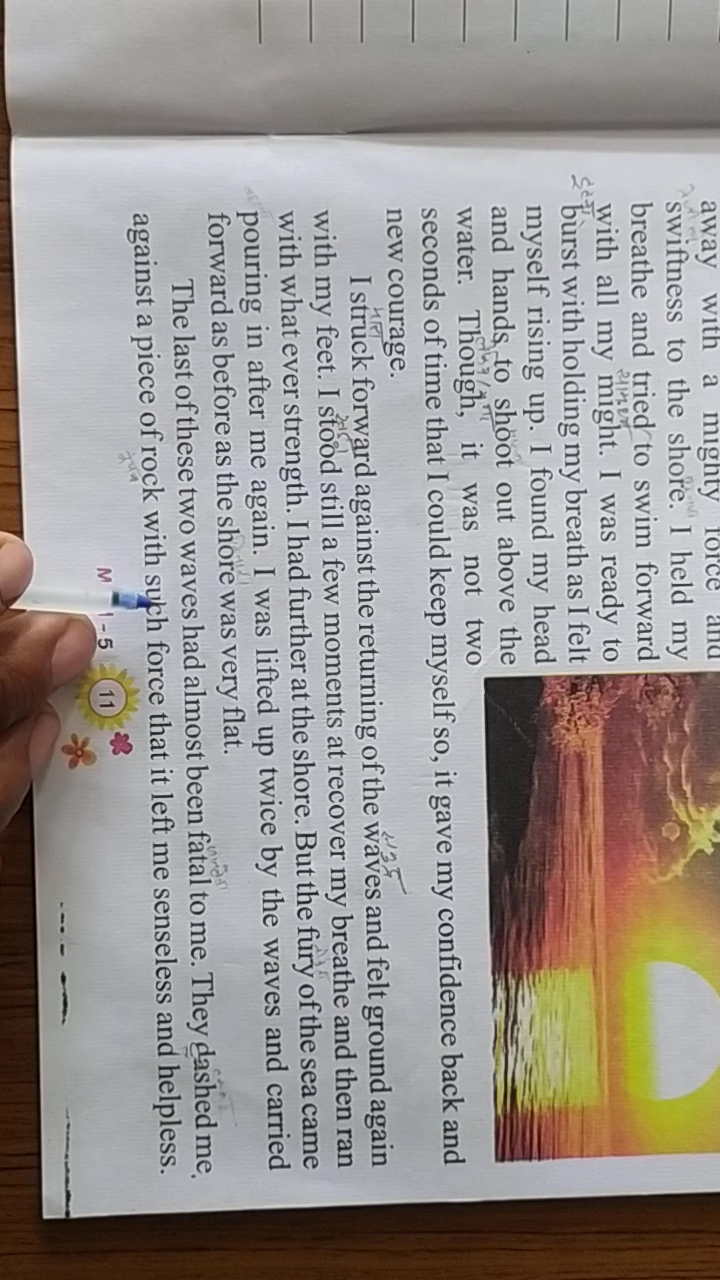 away with a mighty force and
swiftness to the shore. I held my
breathe and tried to swim forward
with all my might. I was ready to
burst with holding my breath as I felt
myself rising up. I found my head
and hands, to shoot out above the
water. Though, it was not two
seconds of time that I could keep myself so, it gave my confidence back and
new courage.
I struck forward against the returning of the waves and felt ground again
with my feet. I stood still a few moments at recover my breathe and then ran
with what ever strength. I had further at the shore. But the fury of the sea came
pouring in after me again. I was lifted up twice by the waves and carried
forward as before as the shore was very flat.
The last of these two waves had almost been fatal to me. They dashed me,
against a piece of rock with such force that it left me senseless and helpless.
11